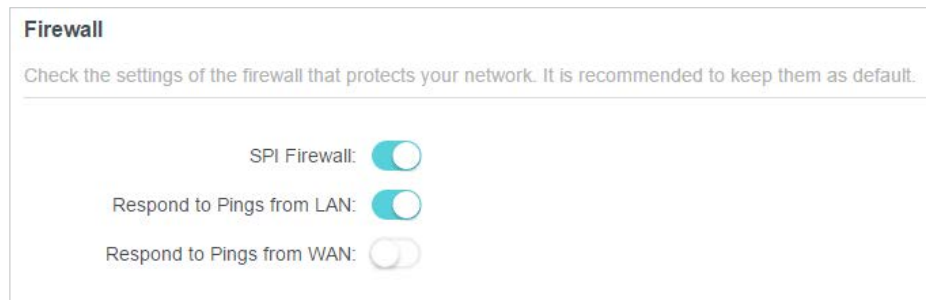 Firewall
Check the settings of the firewall that protects your network. It is recommended to keep them as default.
SPI Firewall:
Respond to Pings from LAN:
Respond to Pings from WAN: